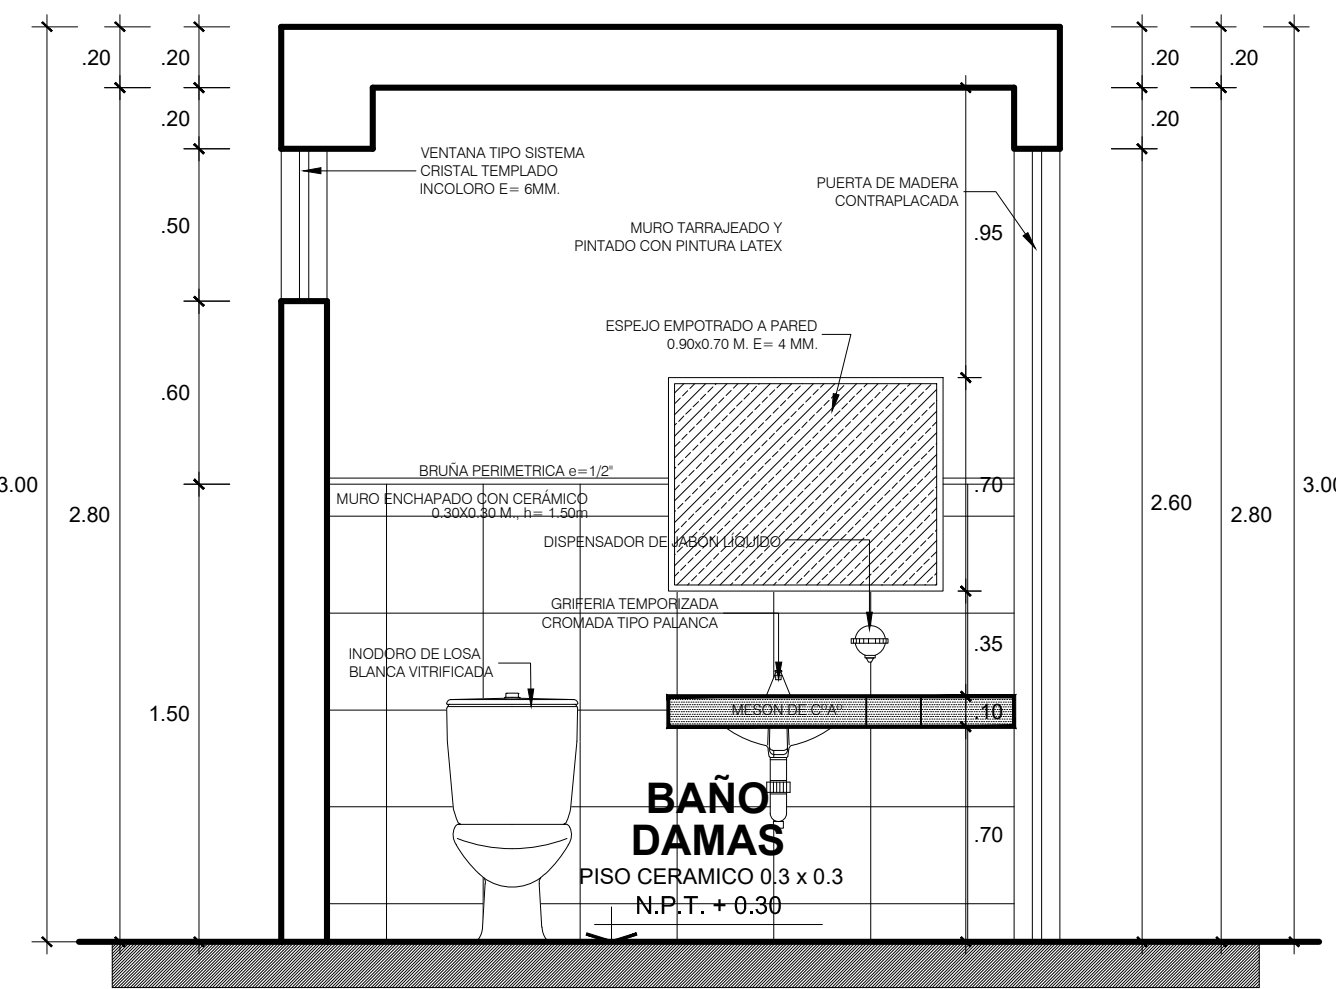 .20
.20
.20
.20
.20
.20
VENTANA TIPO SISTEMA
CRISTAL TEMPLADO
INCOLORO E= 6MM.
PUERTA DE MADERA
CONTRAPLACADA
.50
MURO TARRAJEADO Y
PINTADO CON PINTURA LATEX
.95
ESPEJO EMPOTRADO A PARED
0.90x0.70 M. E= 4 MM.
.60
BRUÑA PERIMETRICA e=1/2"
3.00
.70
3.00
MURO ENCHAPADO CON CERÁMICO
0.30X0.30 M., h= 1.50m
2.80
2.60
2.80
DISPENSADOR DE JABÓN LÍQUIDO
GRIFERIA TEMPORIZADA
CROMADA TIPO PALANCA
.35
INODORO DE LOSA
BLANCA VITRIFICADA
1.50
MESON DE CºAº
.10
BAÑO
DAMAS
.70
PISO CERAMICO 0.3 x 0.3
N.P.T. + 0.30